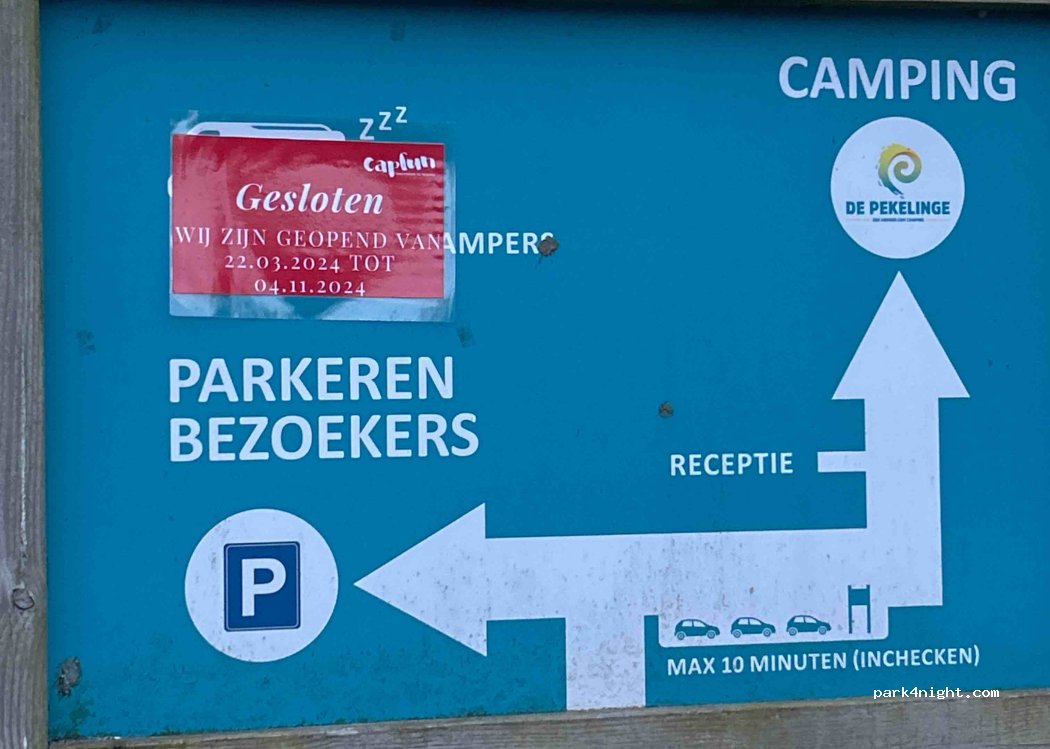 CAMPING
z z z
capfun
Gesloten
WIJ ZIJN GEOPEND VAN
22.03.2024 TOT
04.11.2024
AMPERS
DE PEKELINGE
PARKEREN
BEZOEKERS
RECEPTIE
P
MAX 10 MINUTEN (INCHECKEN)
park4night.com